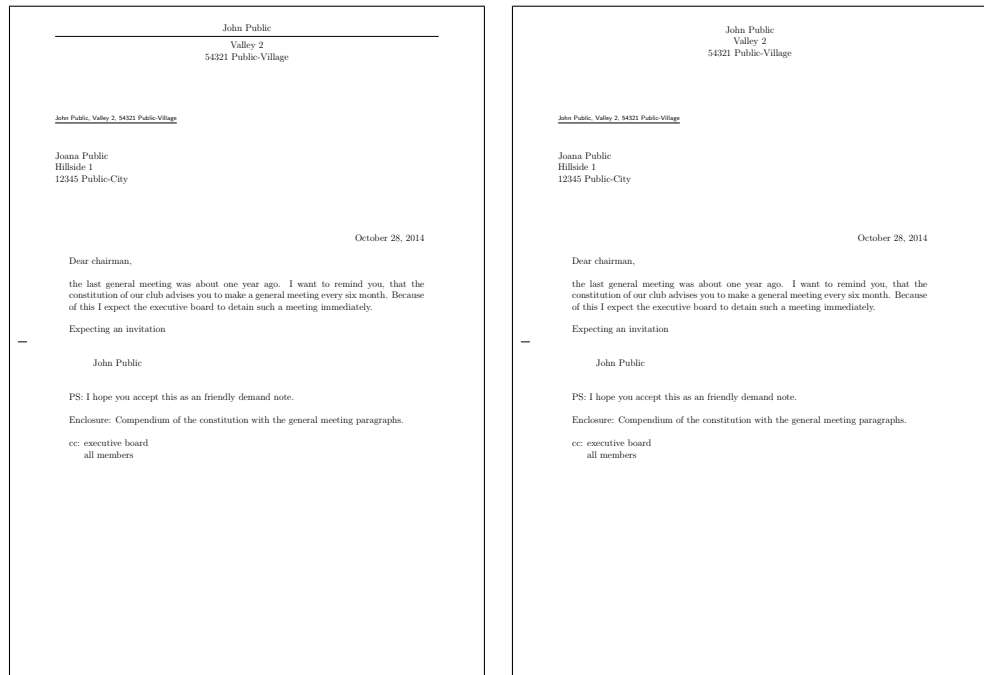 John Public
Valley 2
54321 Public-Village
John Public, Valley 2, 54321 Public-Village
Joana Public
Hillside 1
12345 Public-City
October 28, 2014
Dear chairman,
the last general meeting was about one year ago. I want to remind you, that the
constitution of our club advises you to make a general meeting every six month. Because
of this I expect the executive board to detain such a meeting immediately.
Expecting an invitation
John Public
PS: I hope you accept this as an friendly demand note.
Enclosure: Compendium of the constitution with the general meeting paragraphs.
cc: executive board
all members
John Public
Valley 2
54321 Public-Village
John Public, Valley 2, 54321 Public-Village
Joana Public
Hillside 1
12345 Public-City
October 28, 2014
Dear chairman,
the last general meeting was about one year ago. I want to remind you, that the
constitution of our club advises you to make a general meeting every six month. Because
of this I expect the executive board to detain such a meeting immediately.
Expecting an invitation
John Public
PS: I hope you accept this as an friendly demand note.
Enclosure: Compendium of the constitution with the general meeting paragraphs.
cc: executive board
all members